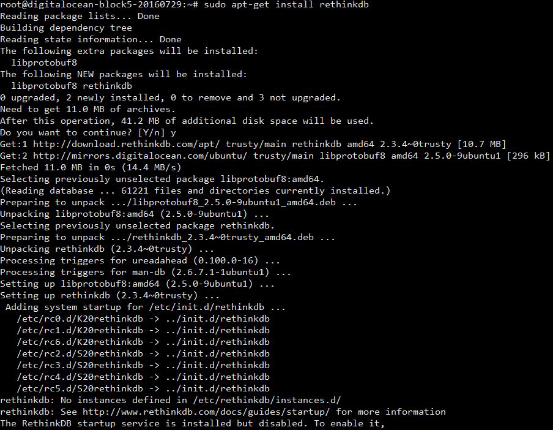 root@digitalocean-block5-20160729:~# sudo apt-get install rethinkdb
Reading package lists... Done
Building dependency tree
Reading state information... Done
The following extra packages will be installed:
  libprotobuf8
The following NEW packages will be installed:
  libprotobuf8 rethinkdb
0 upgraded, 2 newly installed, 0 to remove and 3 not upgraded.
Need to get 11.0 MB of archives.
After this operation, 41.2 MB of additional disk space will be used.
Do you want to continue? [Y/n] y
Get:1 http://download.rethinkdb.com/apt/ trusty/main rethinkdb amd64 2.3.4~0trusty [10.7 MB]
Get:2 http://mirrors.digitalocean.com/ubuntu/ trusty/main libprotobuf8 amd64 2.5.0-9ubuntu1 [296 kB]
Fetched 11.0 MB in 0s (14.4 MB/s)
Selecting previously unselected package libprotobuf8:amd64.
(Reading database ... 61221 files and directories currently installed.)
Preparing to unpack .../libprotobuf8_2.5.0-9ubuntu1_amd64.deb ...
Unpacking libprotobuf8:amd64 (2.5.0-9ubuntu1) ...
Selecting previously unselected package rethinkdb.
Preparing to unpack .../rethinkdb_2.3.4~0trusty_amd64.deb ...
Unpacking rethinkdb (2.3.4~0trusty) ...
Processing triggers for ureadahead (0.100.0-16) ...
Processing triggers for man-db (2.6.7.1-1ubuntu1) ...
Setting up libprotobuf8:amd64 (2.5.0-9ubuntu1) ...
Setting up rethinkdb (2.3.4~0trusty) ...
 Adding system startup for /etc/init.d/rethinkdb ...
   /etc/rc0.d/K20rethinkdb -> ../init.d/rethinkdb
   /etc/rc1.d/K20rethinkdb -> ../init.d/rethinkdb
   /etc/rc6.d/K20rethinkdb -> ../init.d/rethinkdb
   /etc/rc2.d/S20rethinkdb -> ../init.d/rethinkdb
   /etc/rc3.d/S20rethinkdb -> ../init.d/rethinkdb
   /etc/rc4.d/S20rethinkdb -> ../init.d/rethinkdb
   /etc/rc5.d/S20rethinkdb -> ../init.d/rethinkdb
rethinkdb: No instances defined in /etc/rethinkdb/instances.d/
rethinkdb: See http://www.rethinkdb.com/docs/guides/startup/ for more information
The RethinkDB startup service is installed but disabled. To enable it,